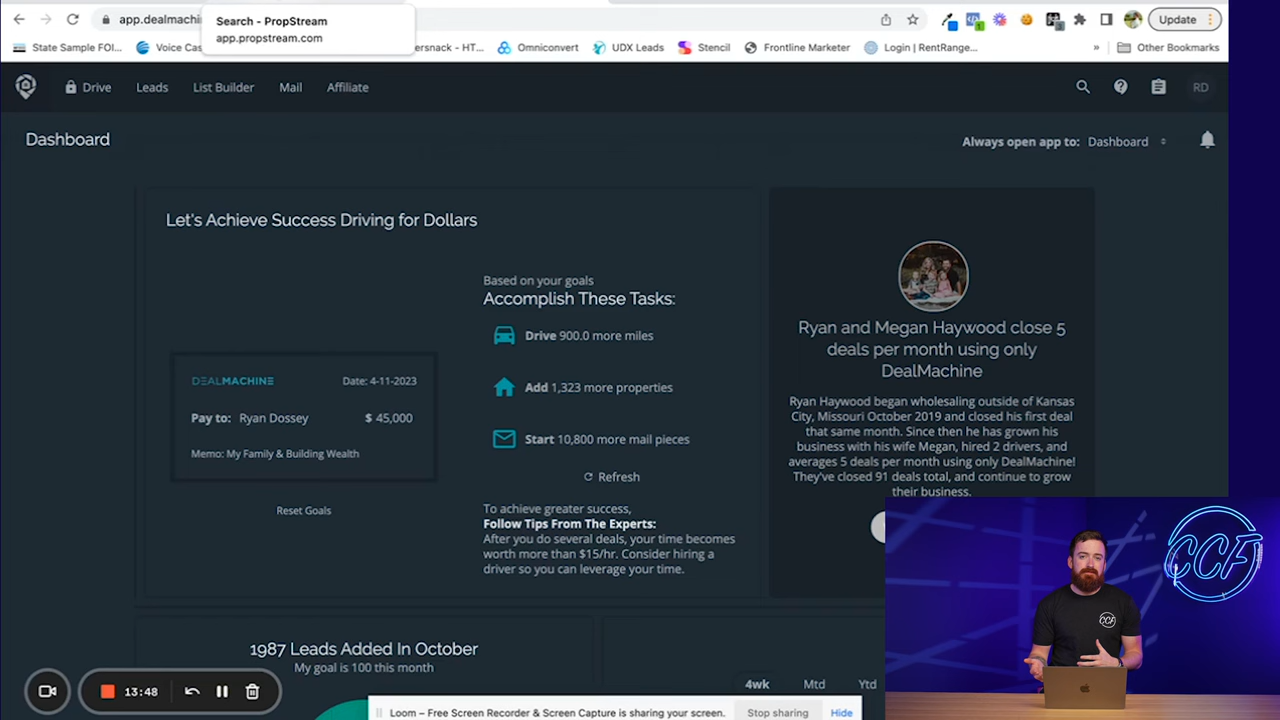 app.dealmachi
Search - PropStream
app.propstream.com
Update
State Sample FOI...
Voice Cas
ersnack - HT...
Omniconvert
UDX Leads
Stencil
Frontline Marketer
Login | RentRange...
»
Other Bookmarks
Drive
Leads
List Builder
Mail
Affiliate
RD
Dashboard
Always open app to: Dashboard
Let's Achieve Success Driving for Dollars
Based on your goals
Accomplish These Tasks:
Drive 900.0 more miles
Add 1,323 more properties
Start 10,800 more mail pieces
Refresh
To achieve greater success,
Follow Tips From The Experts:
After you do several deals, your time becomes
worth more than $15/hr. Consider hiring a
driver so you can leverage your time.
DEALMACHINE
Date: 4-11-2023
Pay to: Ryan Dossey
$ 45,000
Memo: My Family & Building Wealth
Reset Goals
Ryan and Megan Haywood close 5
deals per month using only
DealMachine
Ryan Haywood began wholesaling outside of Kansas
City, Missouri October 2019 and closed his first deal
that same month. Since then he has grown his
business with his wife Megan, hired 2 drivers, and
averages 5 deals per month using only DealMachine!
They've closed 91 deals total, and continue to grow
their business.
CCF
CCF
1987 Leads Added In October
My goal is 100 this month
4wk
Mtd
Ytd
13:48
Loom – Free Screen Recorder & Screen Capture is sharing your screen.
Stop sharing
Hide